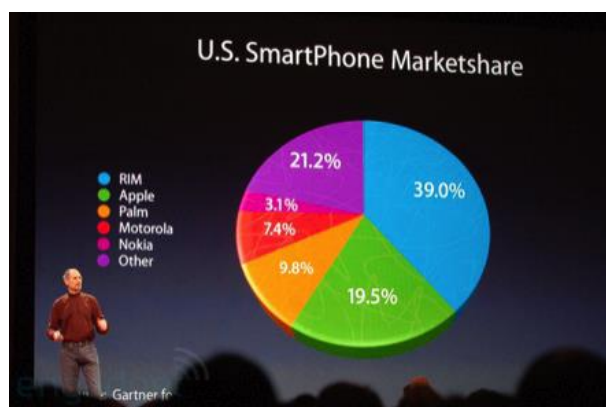 U.S. SmartPhone Marketshare
RIM
Apple
Palm
Motorola
Nokia
Other
21.2%
39.0%
3.1%
7.4%
9.8%
19.5%
Gartner